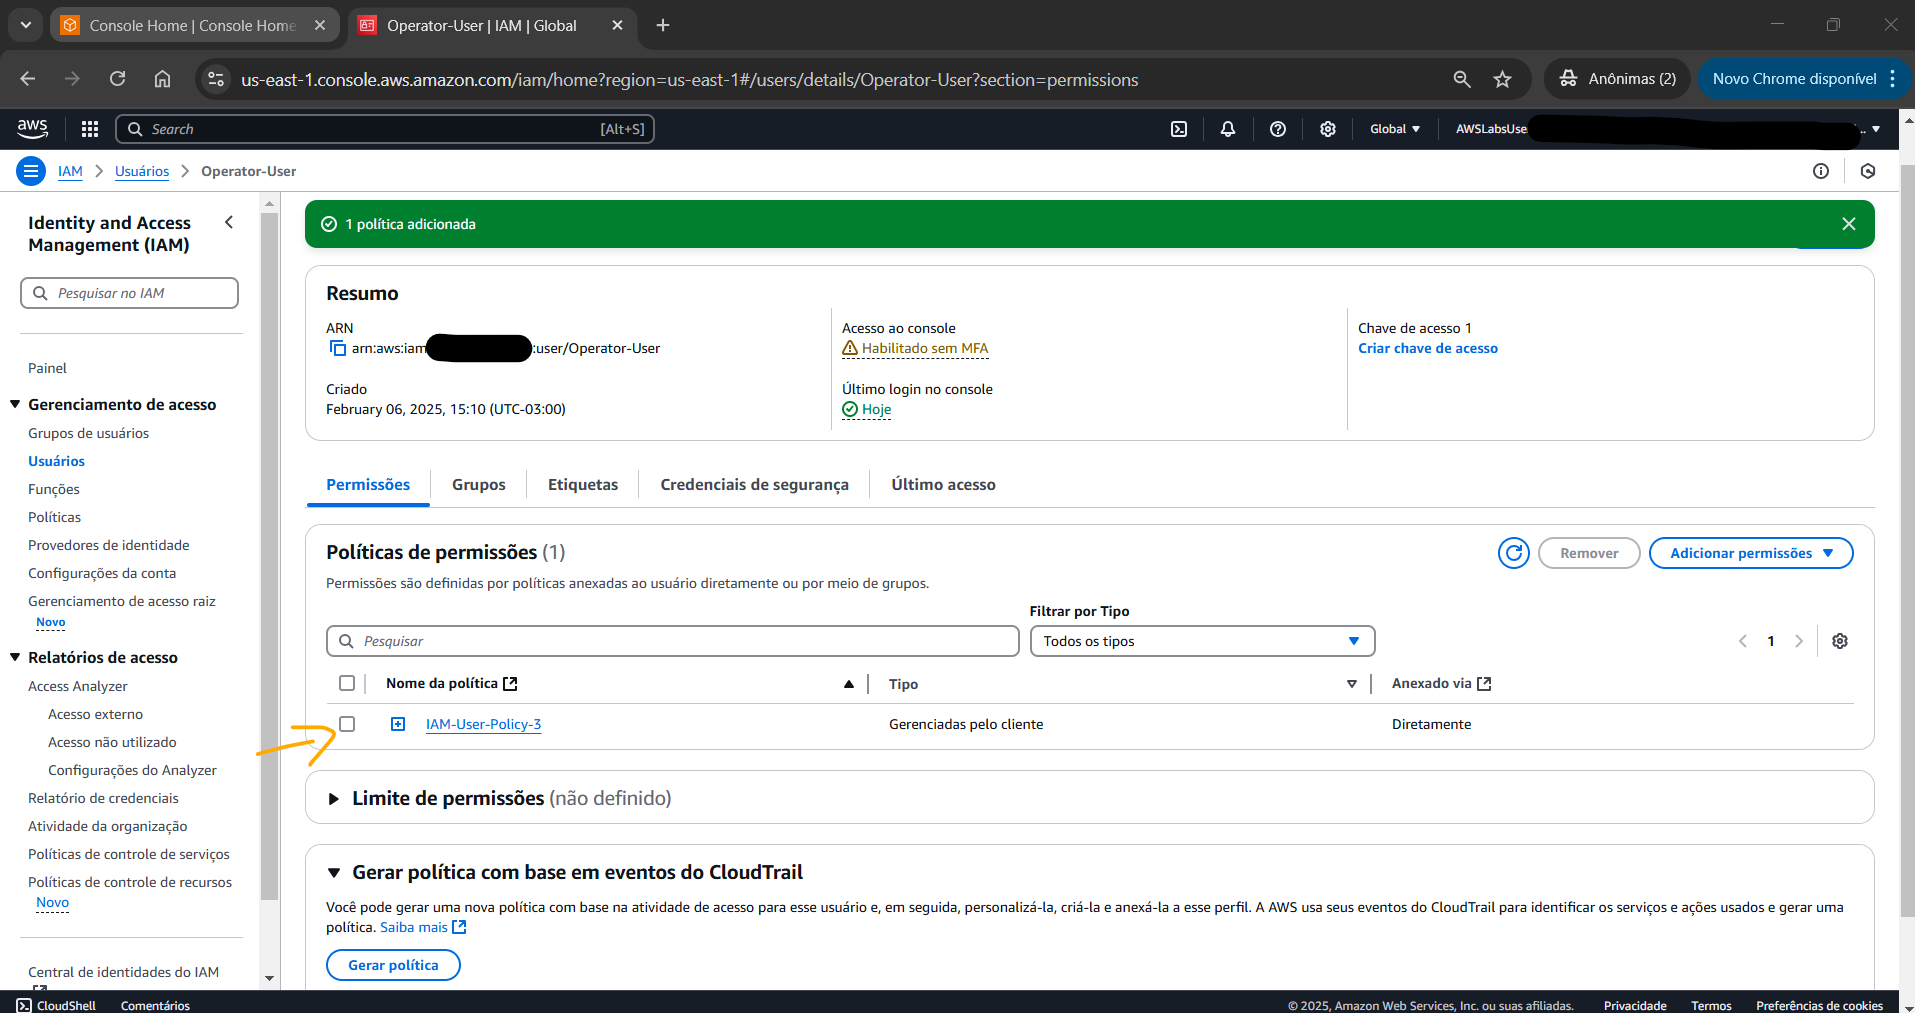 Console Home | Console Home
Operator-User | IAM | Global
us-east-1.console.aws.amazon.com/iam/home?region=us-east-1#/users/details/Operator-User?section=permissions
Anônimas (2)
Novo Chrome disponível
aws
Search
[Alt+S]
Global
AWSLabsUse
IAM
Usuários
Operator-User
Identity and Access
Management (IAM)
Pesquisar no IAM
Painel
Gerenciamento de acesso
Grupos de usuários
Usuários
Funções
Políticas
Provedores de identidade
Configurações da conta
Gerenciamento de acesso raiz
Novo
Relatórios de acesso
Access Analyzer
Acesso externo
Acesso não utilizado
Configurações do Analyzer
Relatório de credenciais
Atividade da organização
Políticas de controle de serviços
Políticas de controle de recursos
Novo
Central de identidades do IAM
1 política adicionada
Resumo
ARN
arn:aws:iam
:user/Operator-User
Criado
February 06, 2025, 15:10 (UTC-03:00)
Acesso ao console
Habilitado sem MFA
Último login no console
Hoje
Chave de acesso 1
Criar chave de acesso
Permissões
Grupos
Etiquetas
Credenciais de segurança
Último acesso
Políticas de permissões (1)
Permissões são definidas por políticas anexadas ao usuário diretamente ou por meio de grupos.
Remover
Adicionar permissões
Filtrar por Tipo
Pesquisar
Todos os tipos
1
Nome da política
Tipo
Anexado via
IAM-User-Policy-3
Gerenciadas pelo cliente
Diretamente
Limite de permissões (não definido)
Gerar política com base em eventos do CloudTrail
Você pode gerar uma nova política com base na atividade de acesso para esse usuário e, em seguida, personalizá-la, criá-la e anexá-la a esse perfil. A AWS usa seus eventos do CloudTrail para identificar os serviços e ações usados e gerar uma
política. Saiba mais
Gerar política
CloudShell
Comentários
© 2025, Amazon Web Services, Inc. ou suas afiliadas.
Privacidade
Termos
Preferências de cookies